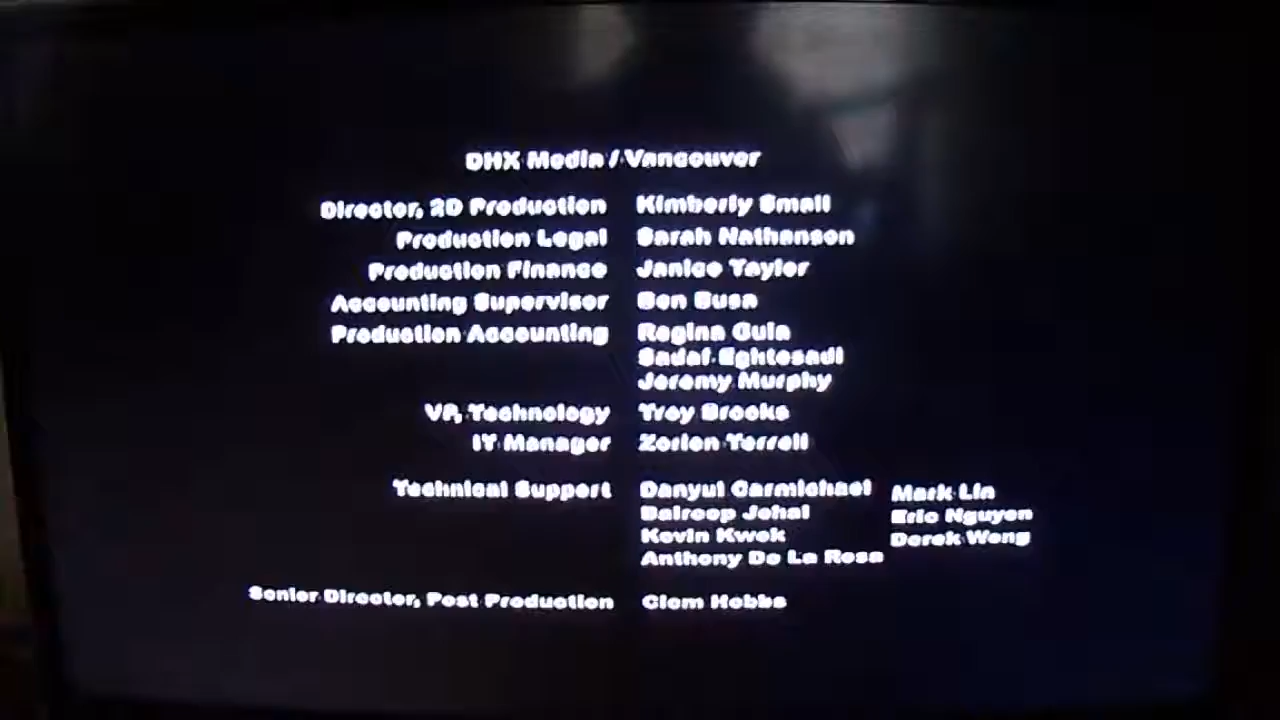 DHX Media / Vancouver
Director, 2D Production Kimberly Small
Production Legal Sarah Nathanson
Production Finance Janice Taylor
Accounting Supervisor Ben Busa
Production Accounting Regina Guia
Sadaf Eghtesadi
Jeremy Murphy
VP, Technology Troy Brooks
IT Manager Zorien Terrell
Technical Support Danyul Carmichael Mark Lin
Balroop Johal Eric Nguyen
Kevin Kwok Derek Wong
Anthony De La Rosa
Senior Director, Post Production Clem Hobbs